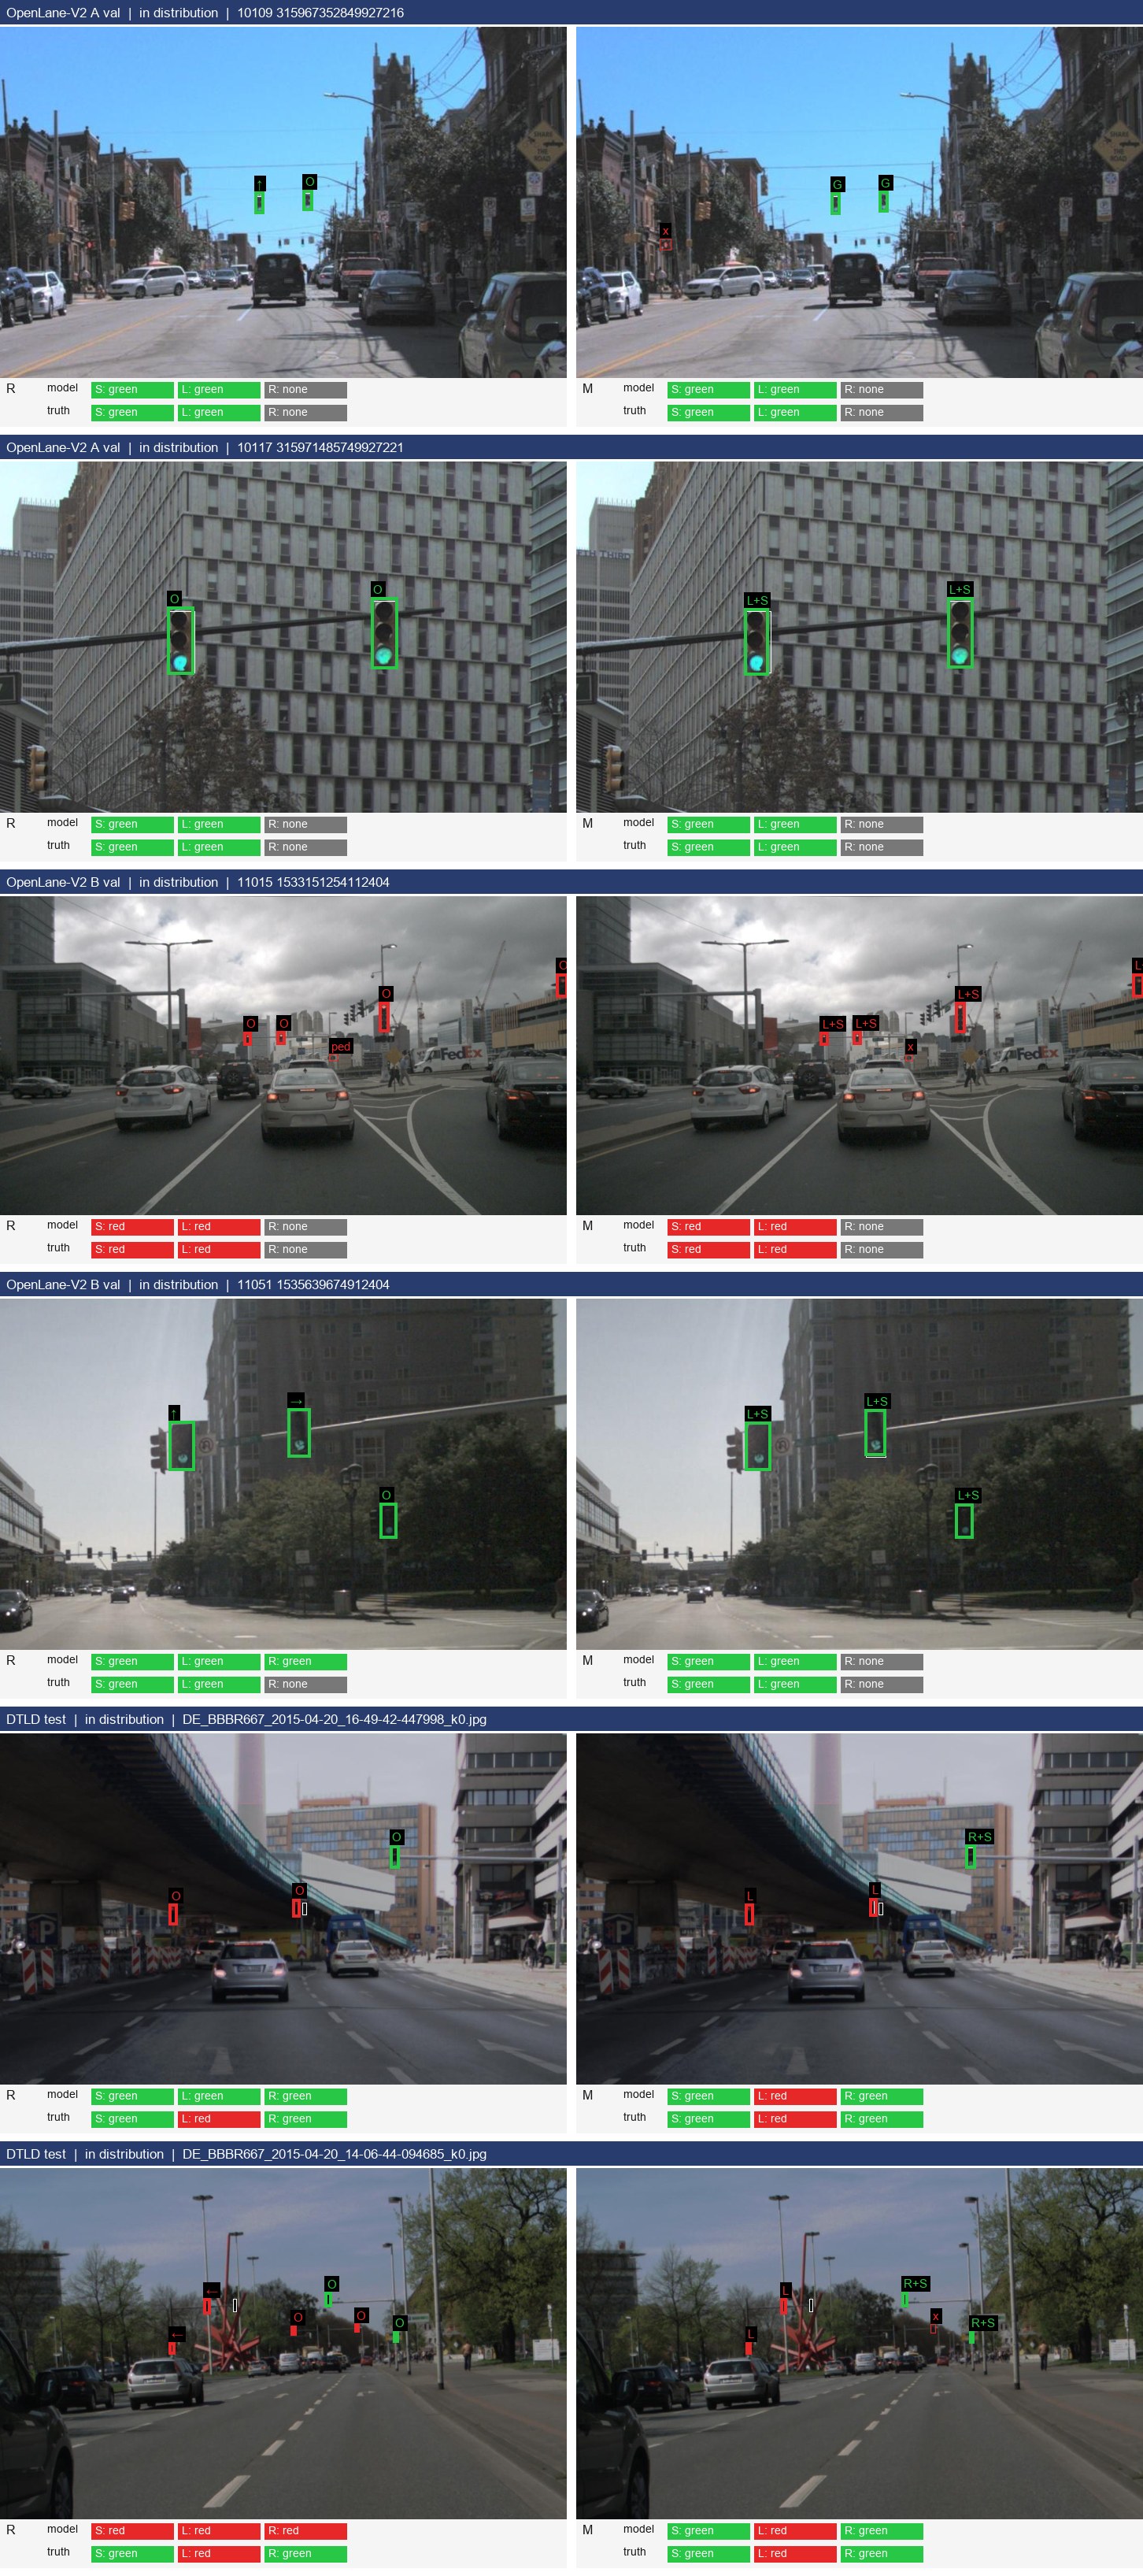 OpenLane-V2 A val | in distribution | 10109 315967352849927216
↑ O
G G
x
SHARE THE ROAD
R model S: green L: green R: none
truth S: green L: green R: none
M model S: green L: green R: none
truth S: green L: green R: none
OpenLane-V2 A val | in distribution | 10117 315971485749927221
O O
L+S L+S
R model S: green L: green R: none
truth S: green L: green R: none
M model S: green L: green R: none
truth S: green L: green R: none
OpenLane-V2 B val | in distribution | 11015 1533151254112404
O O O ped
L+S L+S L+S x L
FedEx
FedEx
R model S: red L: red R: none
truth S: red L: red R: none
M model S: red L: red R: none
truth S: red L: red R: none
OpenLane-V2 B val | in distribution | 11051 1535639674912404
↑ → O
L+S L+S L+S
R model S: green L: green R: green
truth S: green L: green R: none
M model S: green L: green R: none
truth S: green L: green R: none
DTLD test | in distribution | DE_BBBR667_2015-04-20_16-49-42-447998_k0.jpg
O O O
L L R+S
P
P
R model S: green L: green R: green
truth S: green L: red R: green
M model S: green L: red R: green
truth S: green L: red R: green
DTLD test | in distribution | DE_BBBR667_2015-04-20_14-06-44-094685_k0.jpg
← ← O O O O
L L R+S x R+S
R model S: red L: red R: red
truth S: green L: red R: green
M model S: green L: red R: green
truth S: green L: red R: green